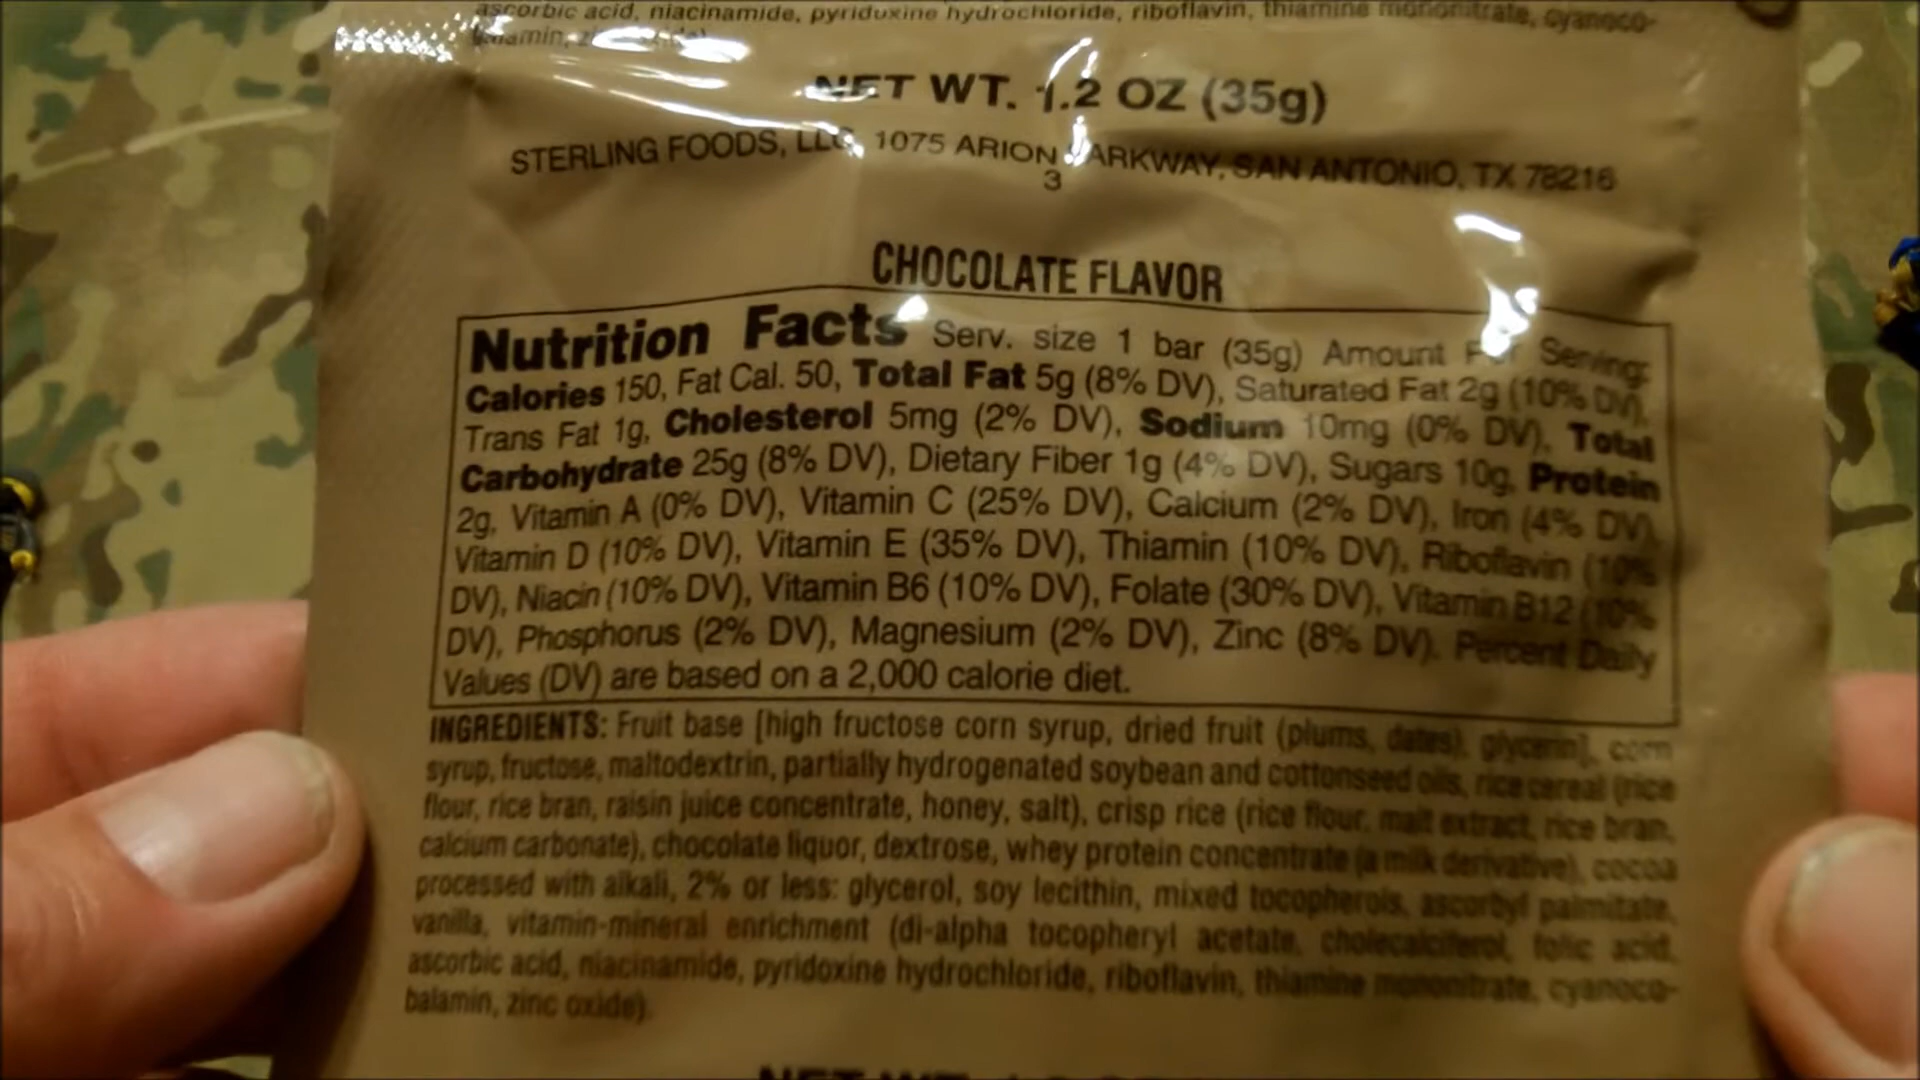 ascorbic acid, niacinamide, pyridoxine hydrochloride, riboflavin, thiamine mononitrate, cyanoco-
NET WT. 1.2 OZ (35g)
STERLING FOODS, LLC, 1075 ARION PARKWAY, SAN ANTONIO, TX 78216
3
CHOCOLATE FLAVOR
Nutrition Facts Serv. size 1 bar (35g) Amount Per Serving:
Calories 150, Fat Cal. 50, Total Fat 5g (8% DV), Saturated Fat 2g (10% DV),
Trans Fat 1g, Cholesterol 5mg (2% DV), Sodium 10mg (0% DV), Total
Carbohydrate 25g (8% DV), Dietary Fiber 1g (4% DV), Sugars 10g, Protein
2g, Vitamin A (0% DV), Vitamin C (25% DV), Calcium (2% DV), Iron (4% DV)
Vitamin D (10% DV), Vitamin E (35% DV), Thiamin (10% DV), Riboflavin (10%
DV), Niacin (10% DV), Vitamin B6 (10% DV), Folate (30% DV), Vitamin B12 (10%
DV), Phosphorus (2% DV), Magnesium (2% DV), Zinc (8% DV). Percent Daily
Values (DV) are based on a 2,000 calorie diet.
INGREDIENTS: Fruit base [high fructose corn syrup, dried fruit (plums, dates), glycerin], corn
syrup, fructose, maltodextrin, partially hydrogenated soybean and cottonseed oils, rice cereal (rice
flour, rice bran, raisin juice concentrate, honey, salt), crisp rice (rice flour, malt extract, rice bran,
calcium carbonate), chocolate liquor, dextrose, whey protein concentrate (a milk derivative), cocoa
processed with alkali, 2% or less: glycerol, soy lecithin, mixed tocopherols, ascorbyl palmitate,
vanilla, vitamin-mineral enrichment (di-alpha tocopheryl acetate, cholecalciferol, folic acid,
ascorbic acid, niacinamide, pyridoxine hydrochloride, riboflavin, thiamine mononitrate, cyanoco-
balamin, zinc oxide).